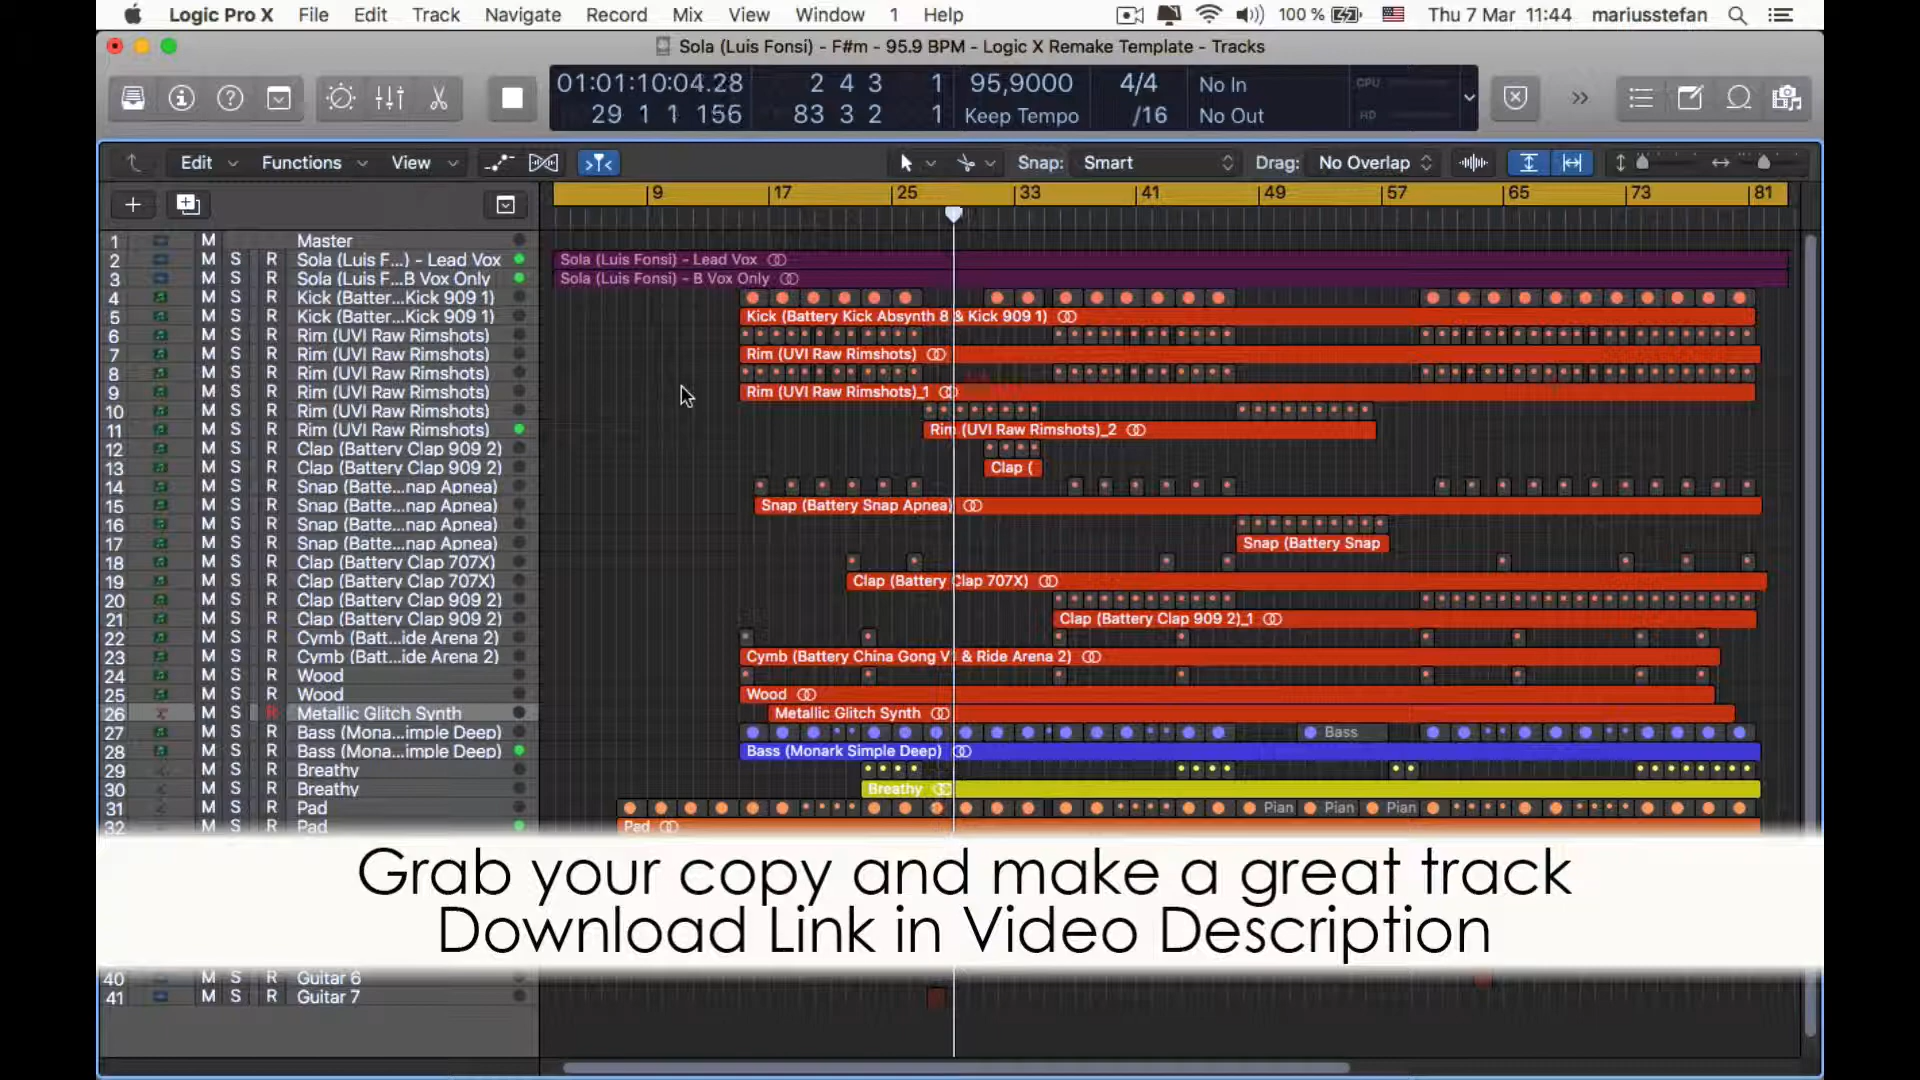 Logic Pro X File Edit Track Navigate Record Mix View Window 1 Help 100 % Thu 7 Mar 11:44 mariusstefan
Sola (Luis Fonsi) - F#m - 95.9 BPM - Logic X Remake Template - Tracks
01:01:10:04.28 2 4 3 1 95,9000 4/4 No In CPU
29 1 1 156 83 3 2 1 Keep Tempo /16 No Out HD
Edit Functions View Snap: Smart Drag: No Overlap
9 17 25 33 41 49 57 65 73 81
1 M Master
2 M S R Sola (Luis F...) - Lead Vox Sola (Luis Fonsi) - Lead Vox
3 M S R Sola (Luis F...B Vox Only Sola (Luis Fonsi) - B Vox Only
4 M S R Kick (Batter...Kick 909 1)
5 M S R Kick (Batter...Kick 909 1) Kick (Battery Kick Absynth 8 & Kick 909 1)
6 M S R Rim (UVI Raw Rimshots)
7 M S R Rim (UVI Raw Rimshots) Rim (UVI Raw Rimshots)
8 M S R Rim (UVI Raw Rimshots)
9 M S R Rim (UVI Raw Rimshots) Rim (UVI Raw Rimshots)_1
10 M S R Rim (UVI Raw Rimshots)
11 M S R Rim (UVI Raw Rimshots) Rim (UVI Raw Rimshots)_2
12 M S R Clap (Battery Clap 909 2)
13 M S R Clap (Battery Clap 909 2) Clap (
14 M S R Snap (Batte...nap Apnea)
15 M S R Snap (Batte...nap Apnea) Snap (Battery Snap Apnea)
16 M S R Snap (Batte...nap Apnea)
17 M S R Snap (Batte...nap Apnea) Snap (Battery Snap
18 M S R Clap (Battery Clap 707X)
19 M S R Clap (Battery Clap 707X) Clap (Battery Clap 707X)
20 M S R Clap (Battery Clap 909 2)
21 M S R Clap (Battery Clap 909 2) Clap (Battery Clap 909 2)_1
22 M S R Cymb (Batt...ide Arena 2)
23 M S R Cymb (Batt...ide Arena 2) Cymb (Battery China Gong V1 & Ride Arena 2)
24 M S R Wood
25 M S R Wood Wood
26 M S R Metallic Glitch Synth Metallic Glitch Synth
27 M S R Bass (Mona...imple Deep) Bass
28 M S R Bass (Mona...imple Deep) Bass (Monark Simple Deep)
29 M S R Breathy
30 M S R Breathy Breathy
31 M S R Pad Pian Pian Pian
32 M S R Pad Pad
Grab your copy and make a great track
Download Link in Video Description
40 M S R Guitar 6
41 M S R Guitar 7